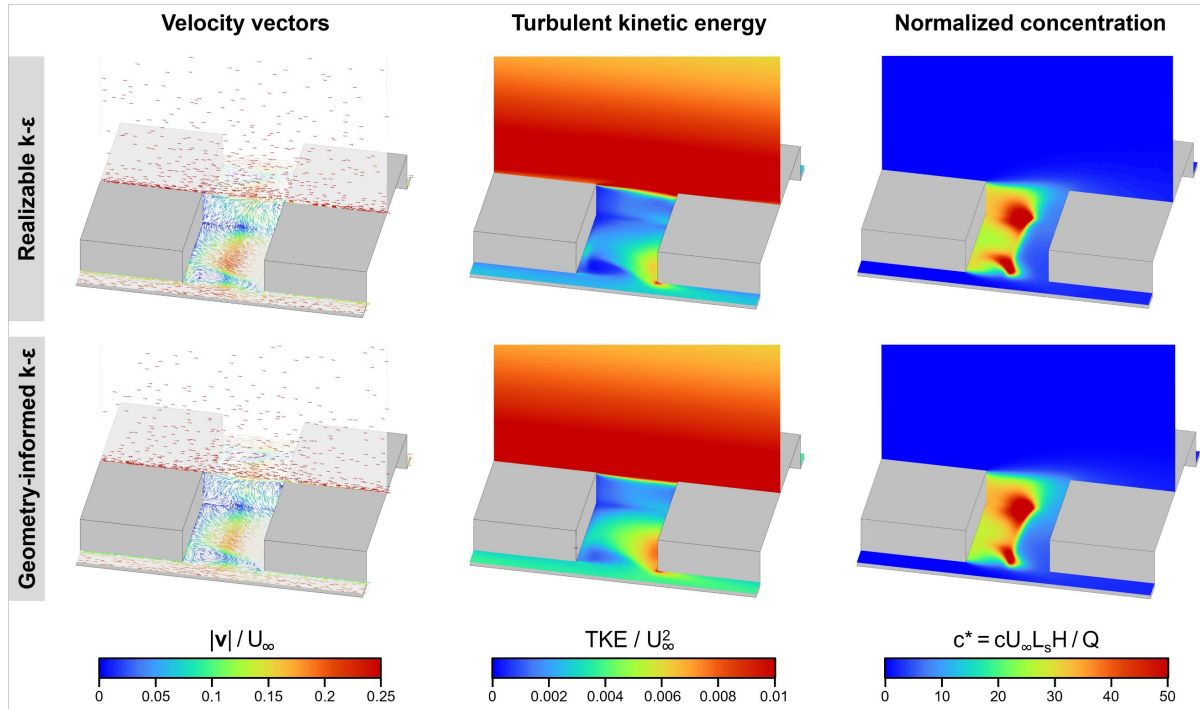 Velocity vectors
Turbulent kinetic energy
Normalized concentration
Realizable k-ε
Geometry-informed k-ε
|v| / U∞
0 0.05 0.1 0.15 0.2 0.25
TKE / U²∞
0 0.002 0.004 0.006 0.008 0.01
c* = cU∞LₛH / Q
0 10 20 30 40 50